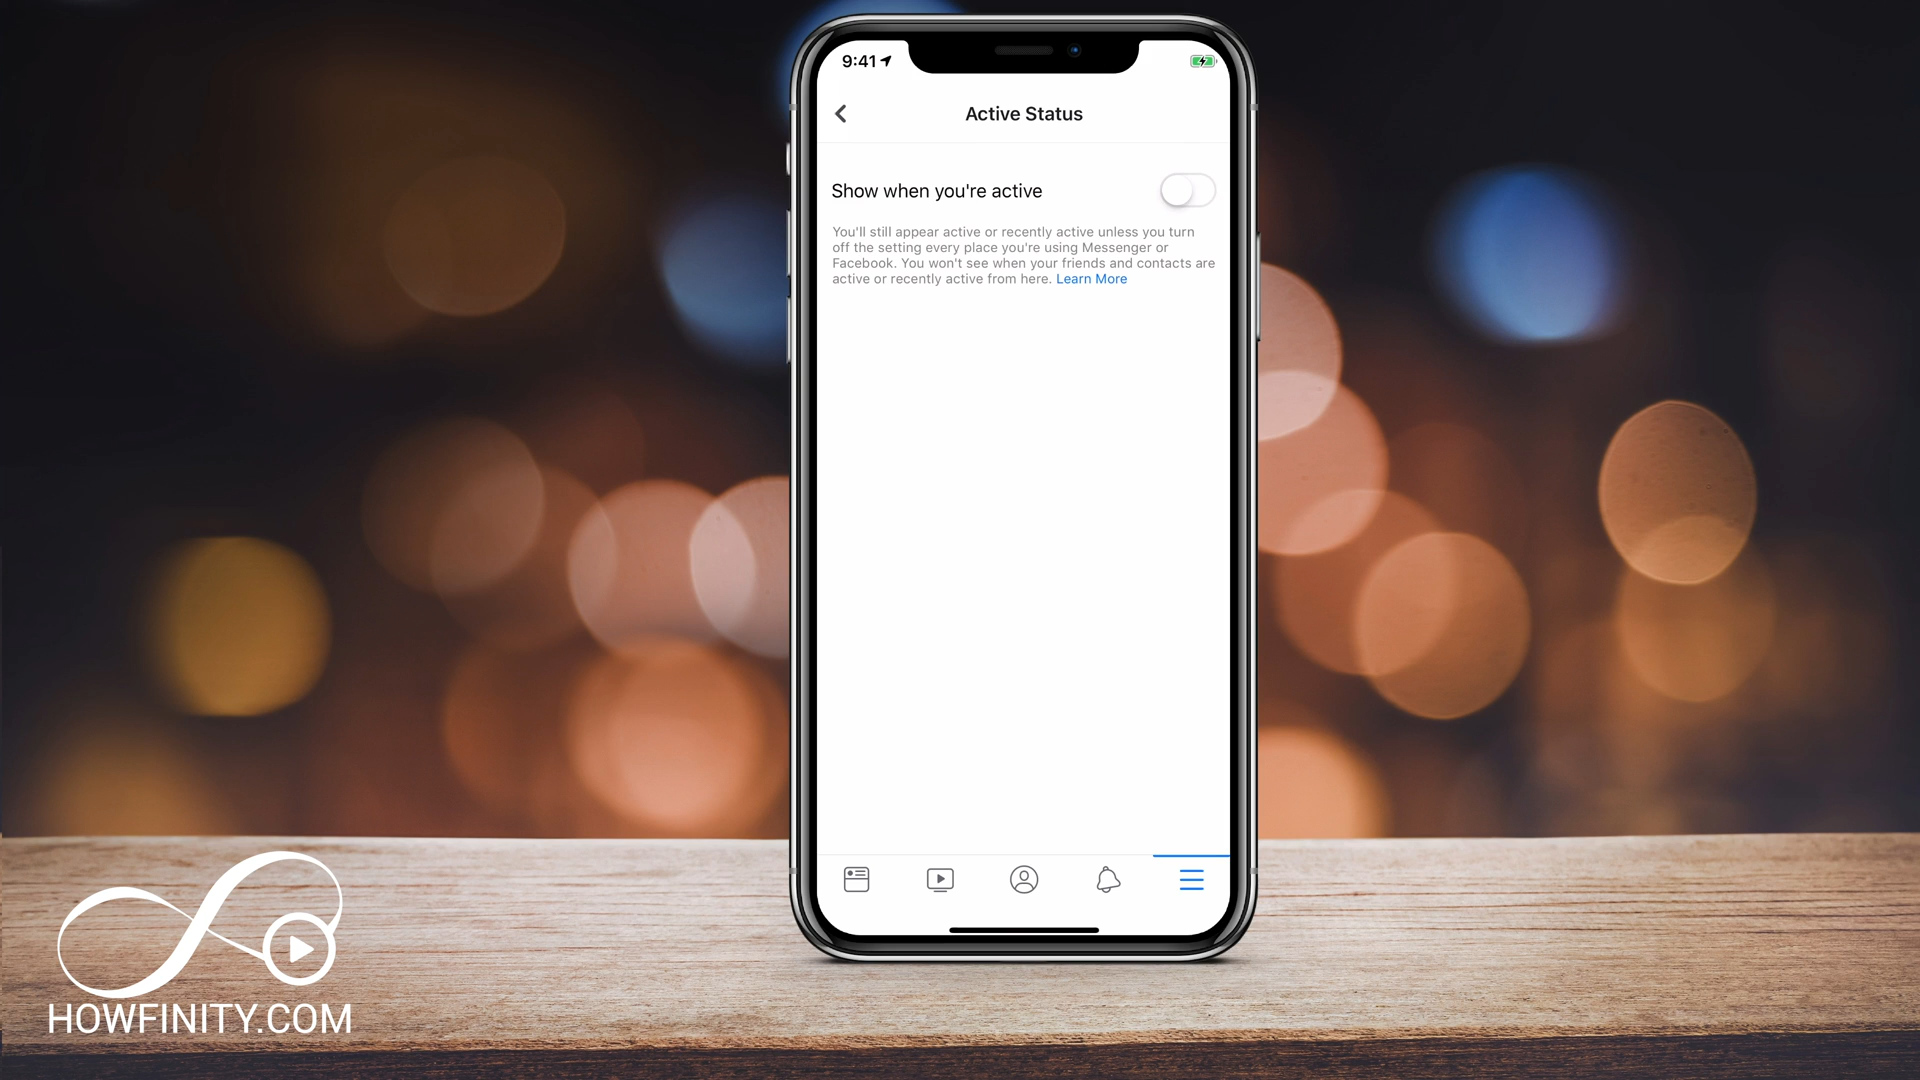 9:41
Active Status
Show when you're active
You'll still appear active or recently active unless you turn
off the setting every place you're using Messenger or
Facebook. You won't see when your friends and contacts are
active or recently active from here. Learn More
HOWFINITY.COM